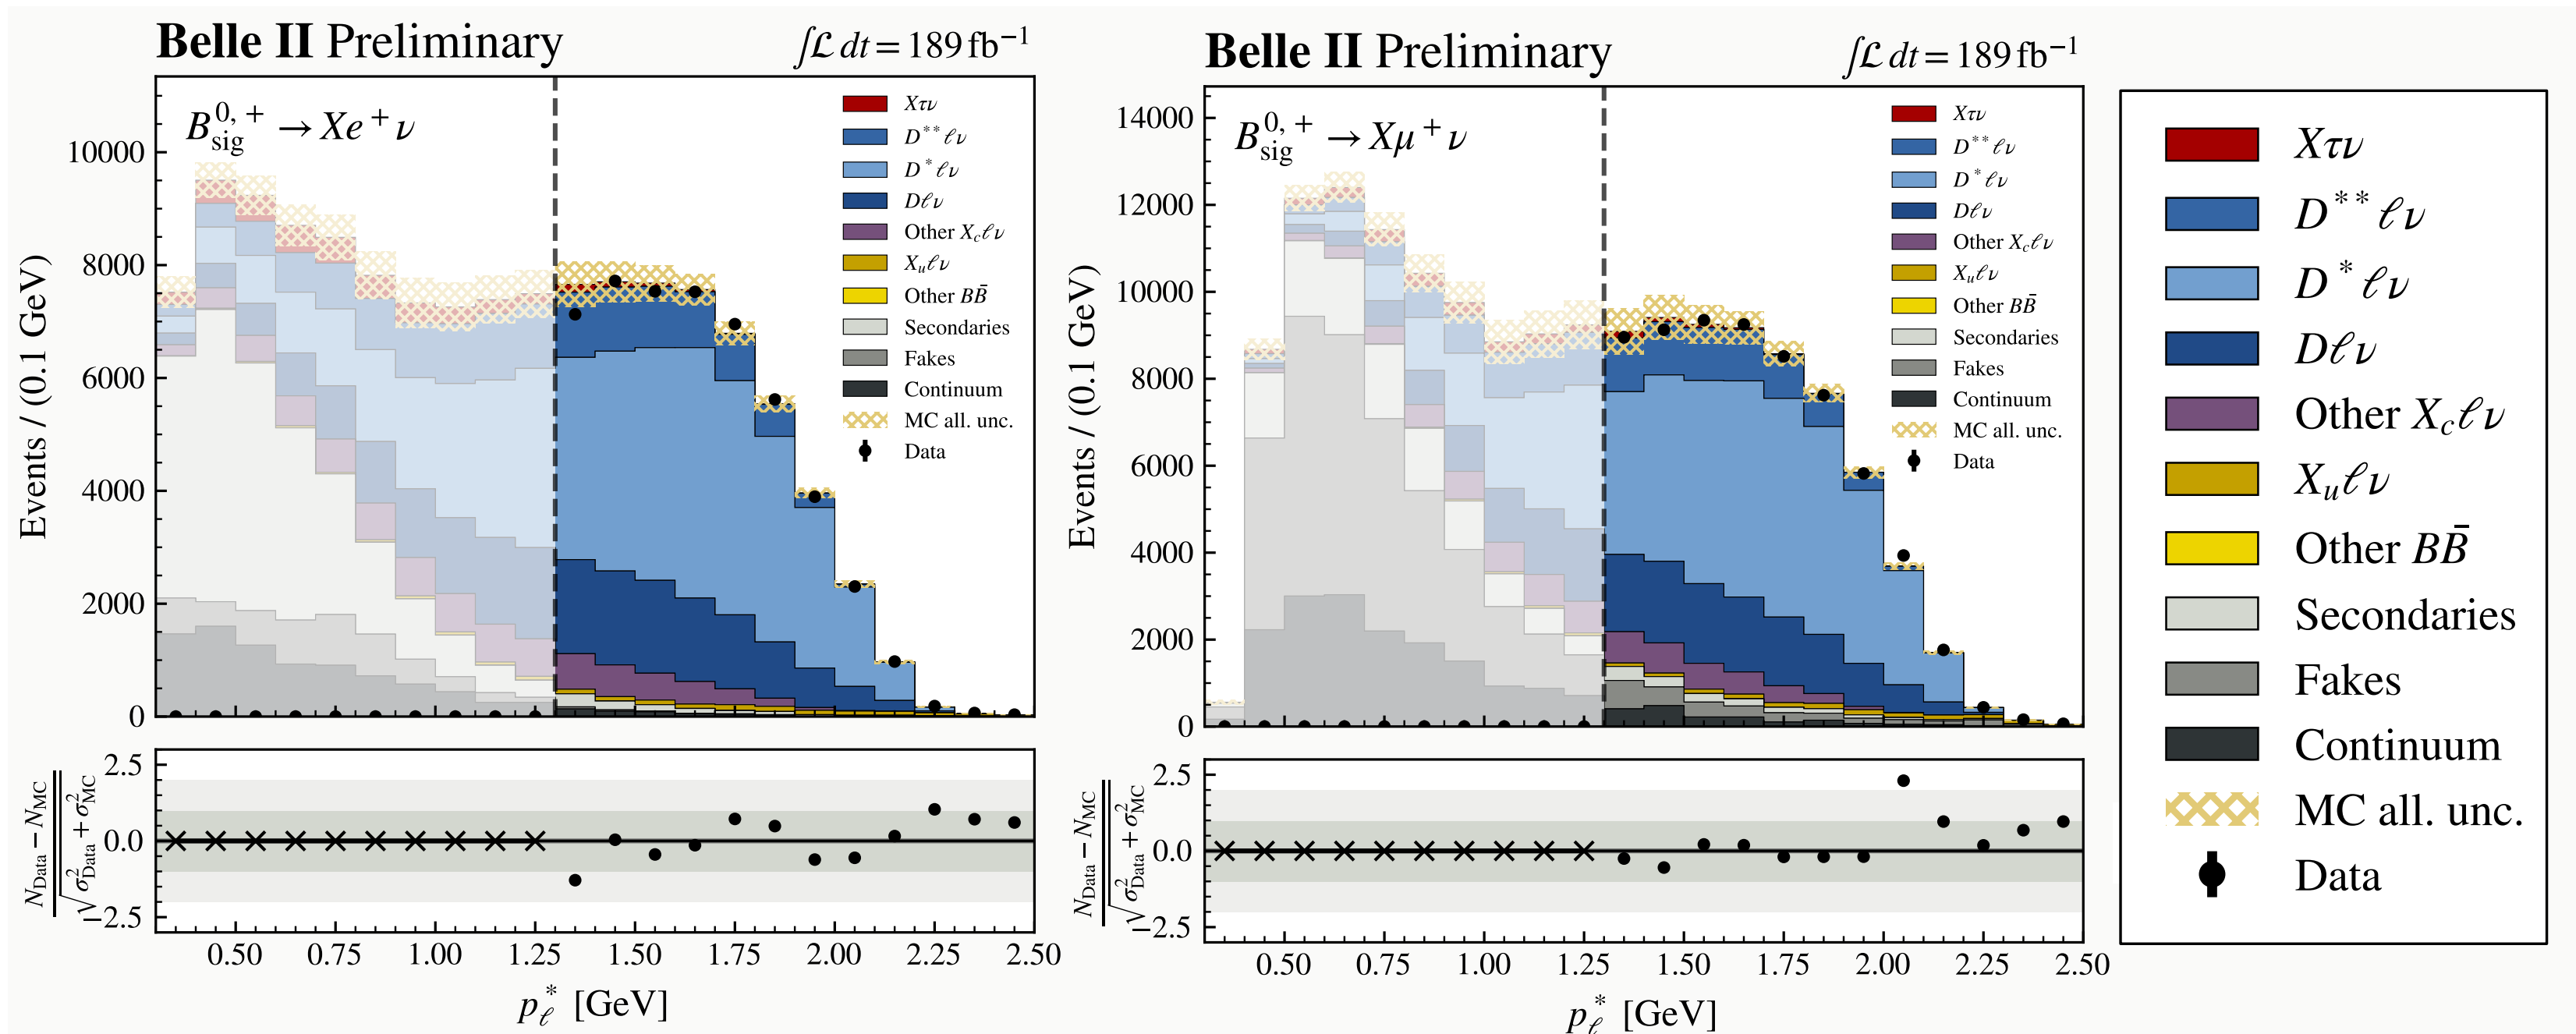 Belle II Preliminary
∫ℒ dt = 189 fb⁻¹
B⁰,⁺sig → Xe⁺ν
Xτν
D**ℓν
D*ℓν
Dℓν
Other X_cℓν
X_uℓν
Other BB̄
Secondaries
Fakes
Continuum
MC all. unc.
Data
Events / (0.1 GeV)
10000
8000
6000
4000
2000
0
(N_Data − N_MC) / √(σ²_Data + σ²_MC)
2.5
0.0
−2.5
0.50 0.75 1.00 1.25 1.50 1.75 2.00 2.25 2.50
p*_ℓ [GeV]
Belle II Preliminary
∫ℒ dt = 189 fb⁻¹
B⁰,⁺sig → Xμ⁺ν
Xτν
D**ℓν
D*ℓν
Dℓν
Other X_cℓν
X_uℓν
Other BB̄
Secondaries
Fakes
Continuum
MC all. unc.
Data
Events / (0.1 GeV)
14000
12000
10000
8000
6000
4000
2000
0
(N_Data − N_MC) / √(σ²_Data + σ²_MC)
2.5
0.0
−2.5
0.50 0.75 1.00 1.25 1.50 1.75 2.00 2.25 2.50
p*_ℓ [GeV]
Xτν
D**ℓν
D*ℓν
Dℓν
Other X_cℓν
X_uℓν
Other BB̄
Secondaries
Fakes
Continuum
MC all. unc.
Data